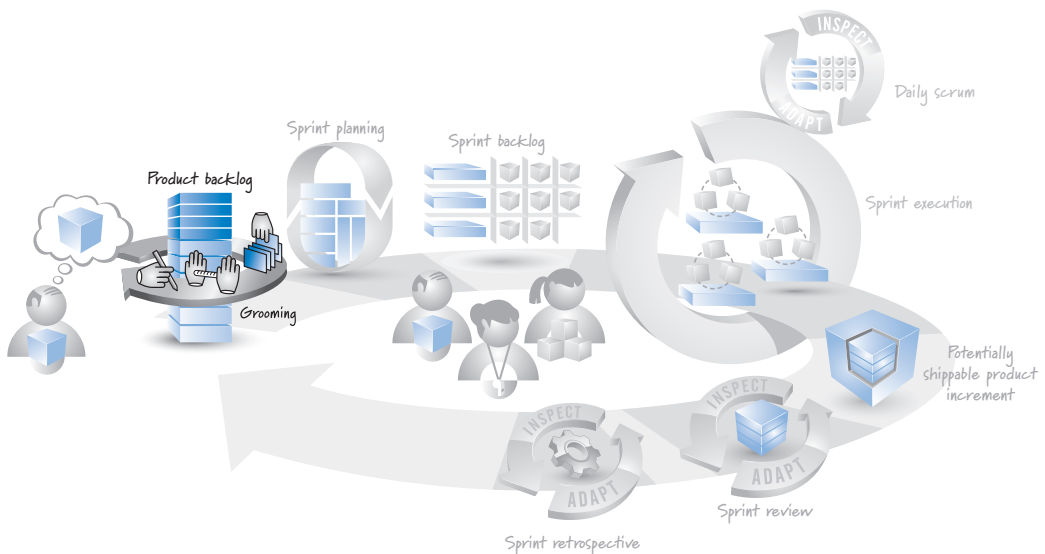 INSPECT
ADAPT
Daily scrum
Sprint planning
Sprint backlog
Product backlog
Sprint execution
Grooming
Potentially
shippable product
increment
INSPECT
ADAPT
Sprint review
INSPECT
ADAPT
Sprint retrospective